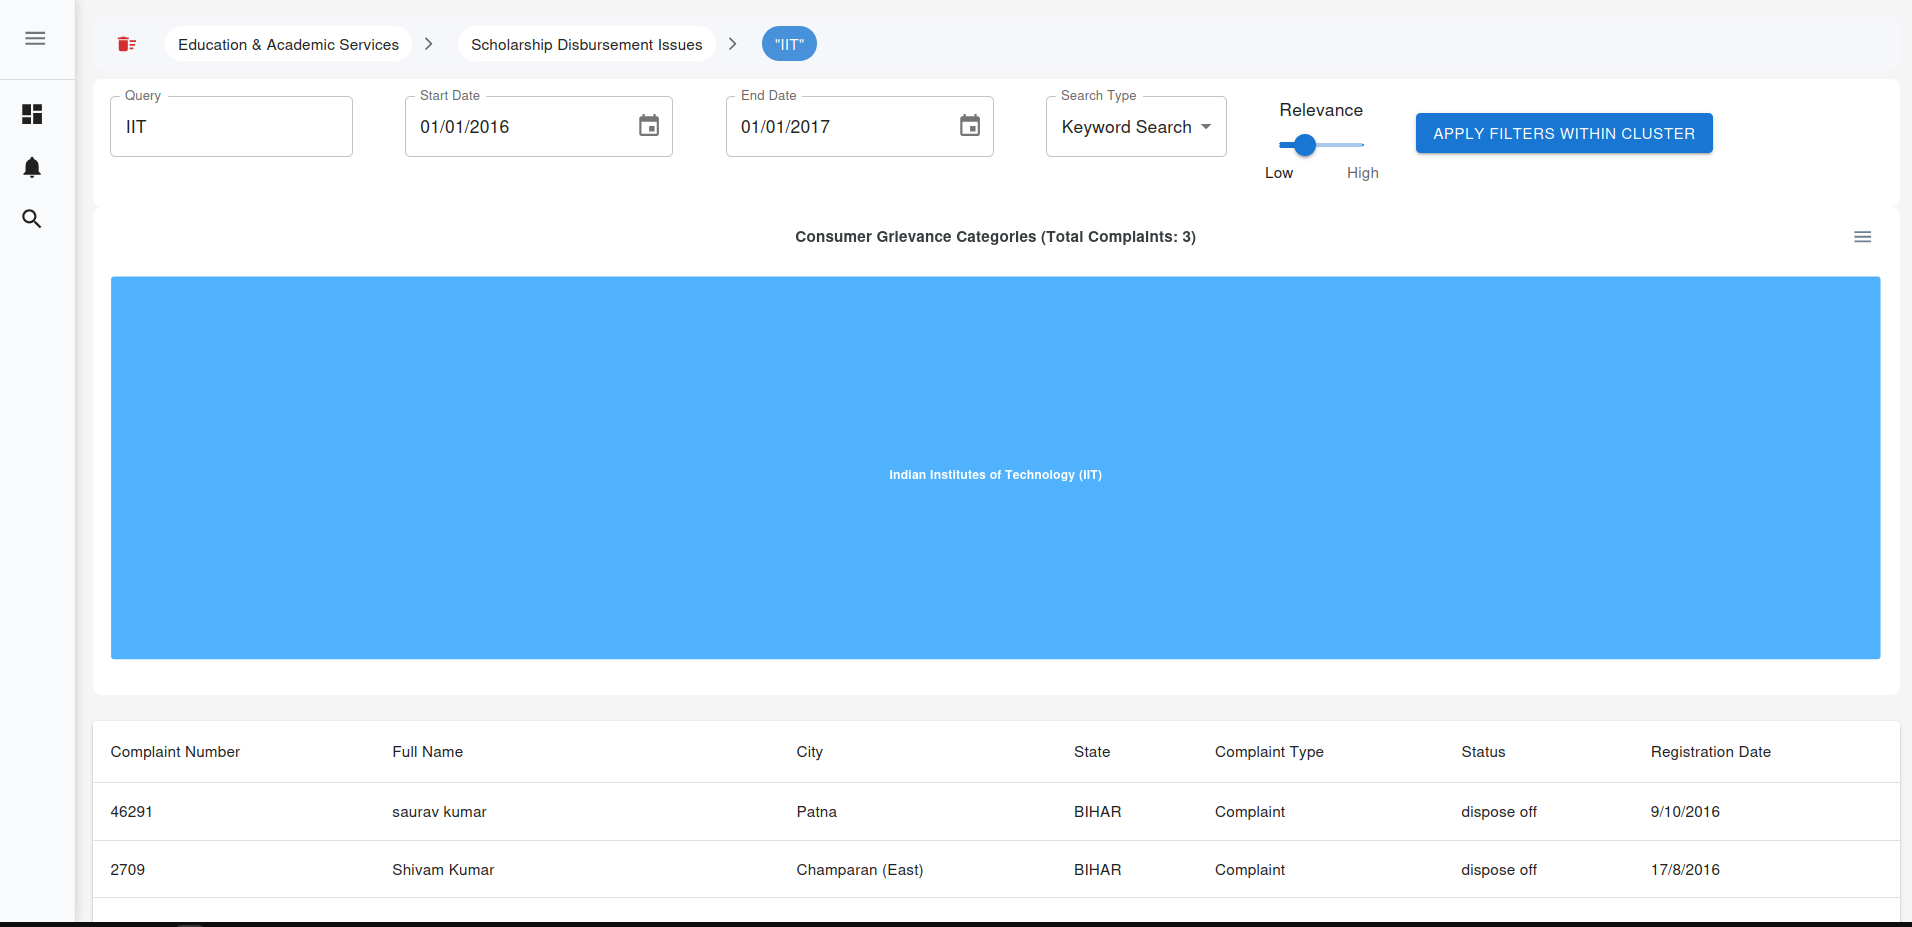 Education & Academic Services
Scholarship Disbursement Issues
"IIT"
Query
IIT
Start Date
01/01/2016
End Date
01/01/2017
Search Type
Keyword Search
Relevance
Low High
APPLY FILTERS WITHIN CLUSTER
Consumer Grievance Categories (Total Complaints: 3)
Indian Institutes of Technology (IIT)
Complaint Number Full Name City State Complaint Type Status Registration Date
46291 saurav kumar Patna BIHAR Complaint dispose off 9/10/2016
2709 Shivam Kumar Champaran (East) BIHAR Complaint dispose off 17/8/2016